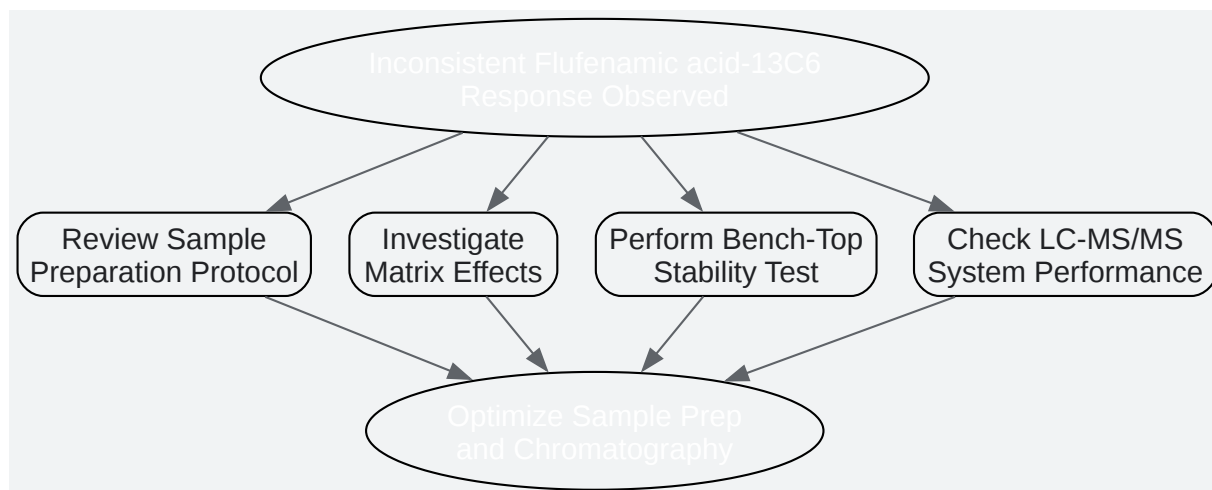 Inconsistent Flufenamic acid-13C6
Response Observed
Review Sample
Preparation Protocol
Investigate
Matrix Effects
Perform Bench-Top
Stability Test
Check LC-MS/MS
System Performance
Optimize Sample Prep
and Chromatography